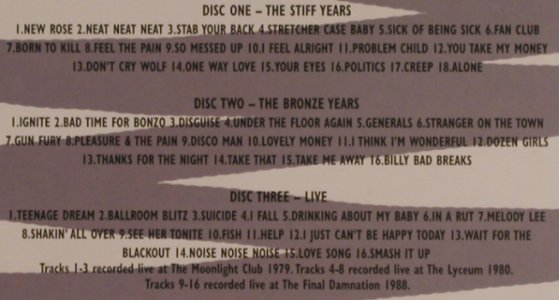 DISC ONE – THE STIFF YEARS
1.NEW ROSE 2.NEAT NEAT NEAT 3.STAB YOUR BACK 4.STRETCHER CASE BABY 5.SICK OF BEING SICK 6.FAN CLUB
7.BORN TO KILL 8.FEEL THE PAIN 9.SO MESSED UP 10.I FEEL ALRIGHT 11.PROBLEM CHILD 12.YOU TAKE MY MONEY
13.DON'T CRY WOLF 14.ONE WAY LOVE 15.YOUR EYES 16.POLITICS 17.CREEP 18.ALONE
DISC TWO – THE BRONZE YEARS
1.IGNITE 2.BAD TIME FOR BONZO 3.DISGUISE 4.UNDER THE FLOOR AGAIN 5.GENERALS 6.STRANGER ON THE TOWN
7.GUN FURY 8.PLEASURE & THE PAIN 9.DISCO MAN 10.LOVELY MONEY 11.I THINK I'M WONDERFUL 12.DOZEN GIRLS
13.THANKS FOR THE NIGHT 14.TAKE THAT 15.TAKE ME AWAY 16.BILLY BAD BREAKS
DISC THREE – LIVE
1.TEENAGE DREAM 2.BALLROOM BLITZ 3.SUICIDE 4.I FALL 5.DRINKING ABOUT MY BABY 6.IN A RUT 7.MELODY LEE
8.SHAKIN' ALL OVER 9.SEE HER TONITE 10.FISH 11.HELP 12.I JUST CAN'T BE HAPPY TODAY 13.WAIT FOR THE
BLACKOUT 14.NOISE NOISE NOISE 15.LOVE SONG 16.SMASH IT UP
Tracks 1-3 recorded live at The Moonlight Club 1979. Tracks 4-8 recorded live at The Lyceum 1980.
Tracks 9-16 recorded live at The Final Damnation 1988.